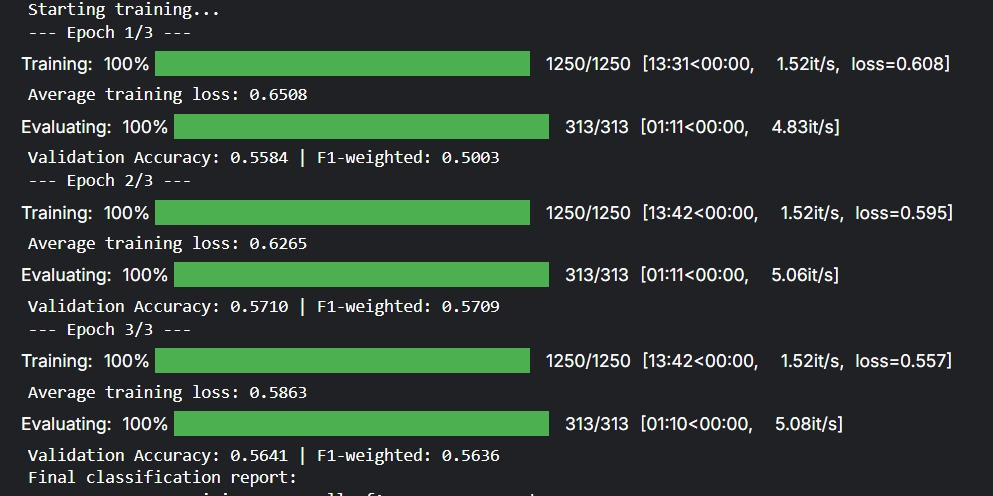 Starting training...
--- Epoch 1/3 ---
Training: 100% 1250/1250 [13:31<00:00, 1.52it/s, loss=0.608]
Average training loss: 0.6508
Evaluating: 100% 313/313 [01:11<00:00, 4.83it/s]
Validation Accuracy: 0.5584 | F1-weighted: 0.5003
--- Epoch 2/3 ---
Training: 100% 1250/1250 [13:42<00:00, 1.52it/s, loss=0.595]
Average training loss: 0.6265
Evaluating: 100% 313/313 [01:11<00:00, 5.06it/s]
Validation Accuracy: 0.5710 | F1-weighted: 0.5709
--- Epoch 3/3 ---
Training: 100% 1250/1250 [13:42<00:00, 1.52it/s, loss=0.557]
Average training loss: 0.5863
Evaluating: 100% 313/313 [01:10<00:00, 5.08it/s]
Validation Accuracy: 0.5641 | F1-weighted: 0.5636
Final classification report: